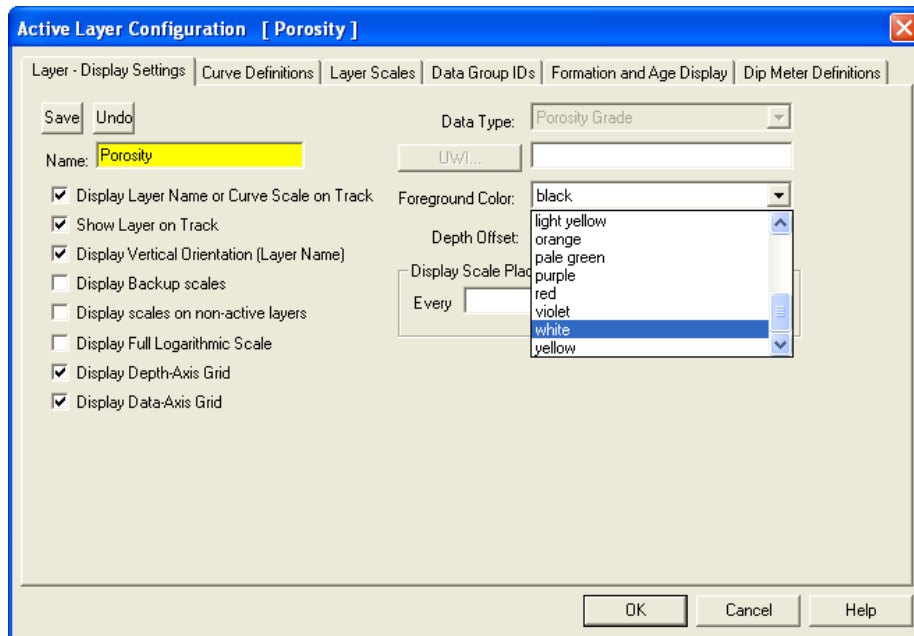 Active Layer Configuration [ Porosity ]
Layer - Display Settings Curve Definitions Layer Scales Data Group IDs Formation and Age Display Dip Meter Definitions
Save Undo
Name: Porosity
Display Layer Name or Curve Scale on Track
Show Layer on Track
Display Vertical Orientation (Layer Name)
Display Backup scales
Display scales on non-active layers
Display Full Logarithmic Scale
Display Depth-Axis Grid
Display Data-Axis Grid
Data Type: Porosity Grade
UWI...
Foreground Color: black
light yellow
orange
pale green
purple
red
violet
white
yellow
Depth Offset:
Display Scale Plac
Every
OK Cancel Help